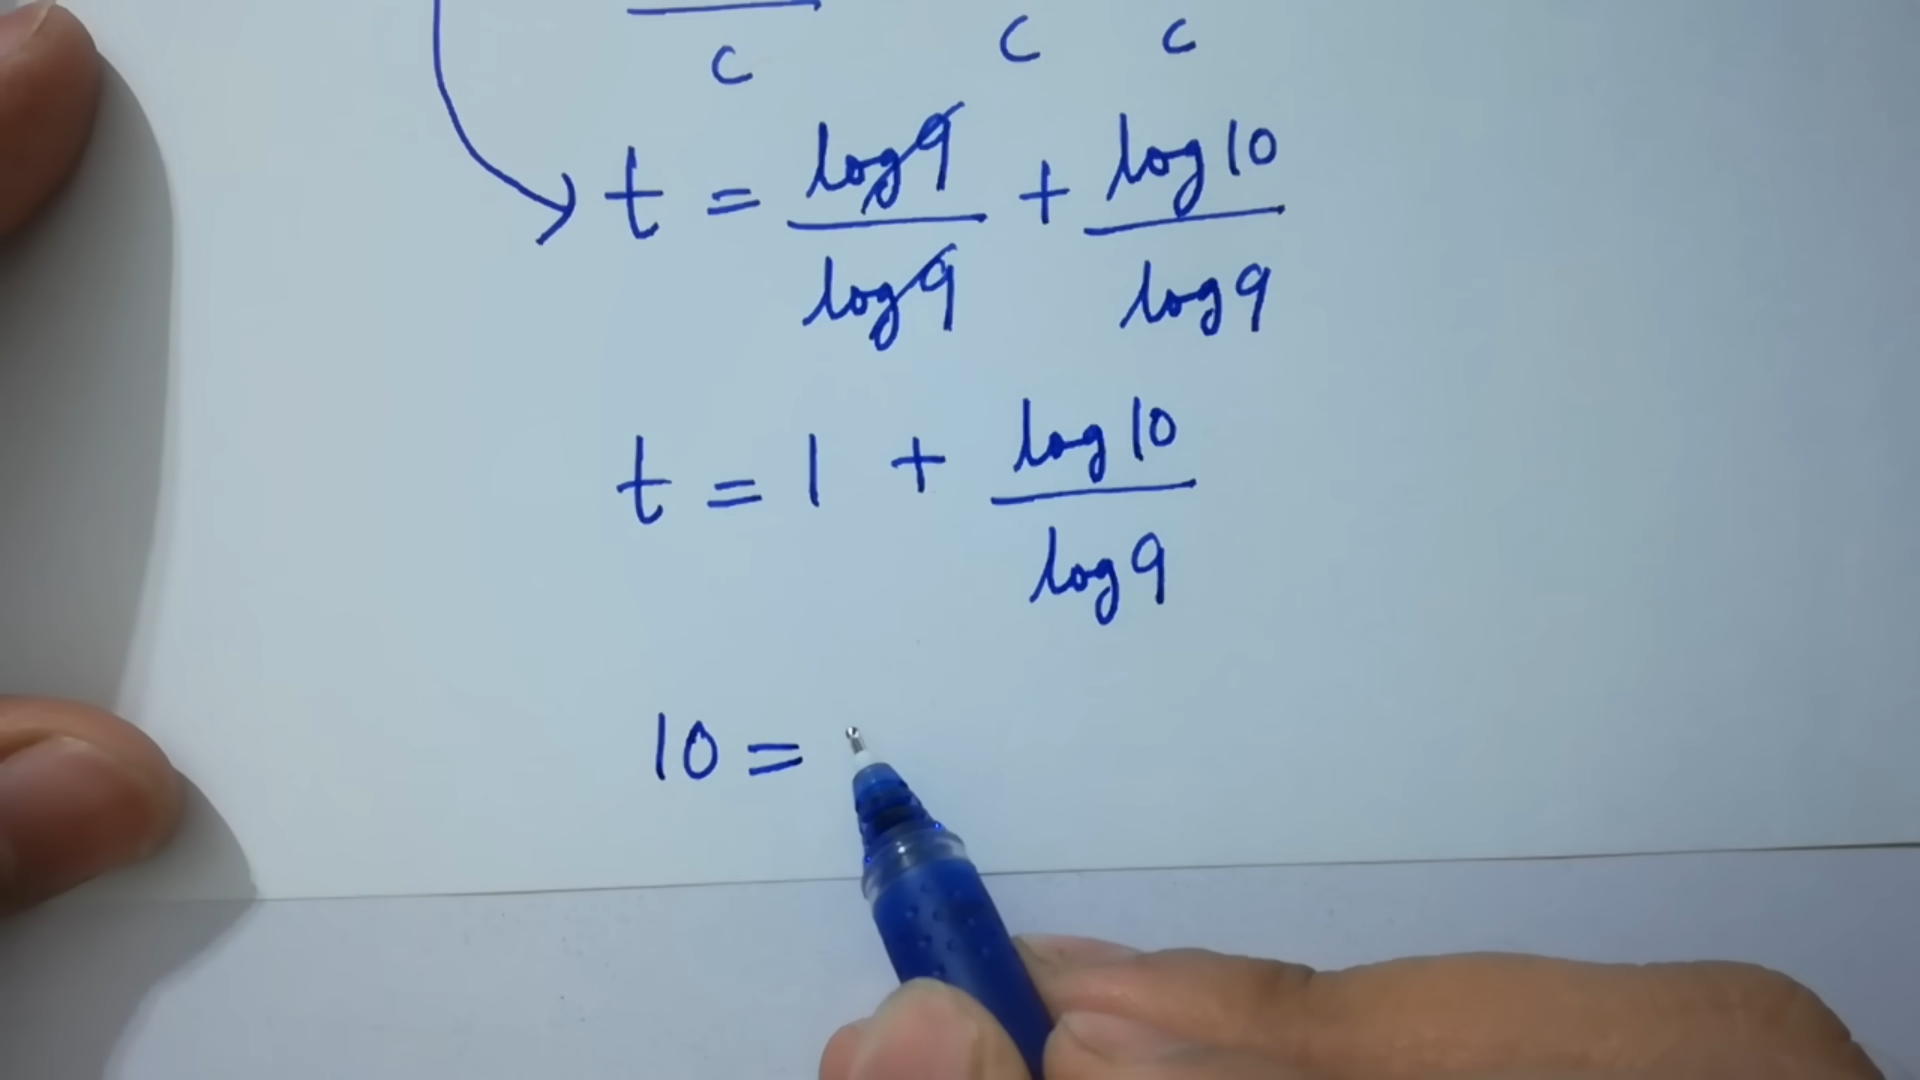 c c c
t = log9/log9 + log10/log9
t = 1 + log10/log9
10 =